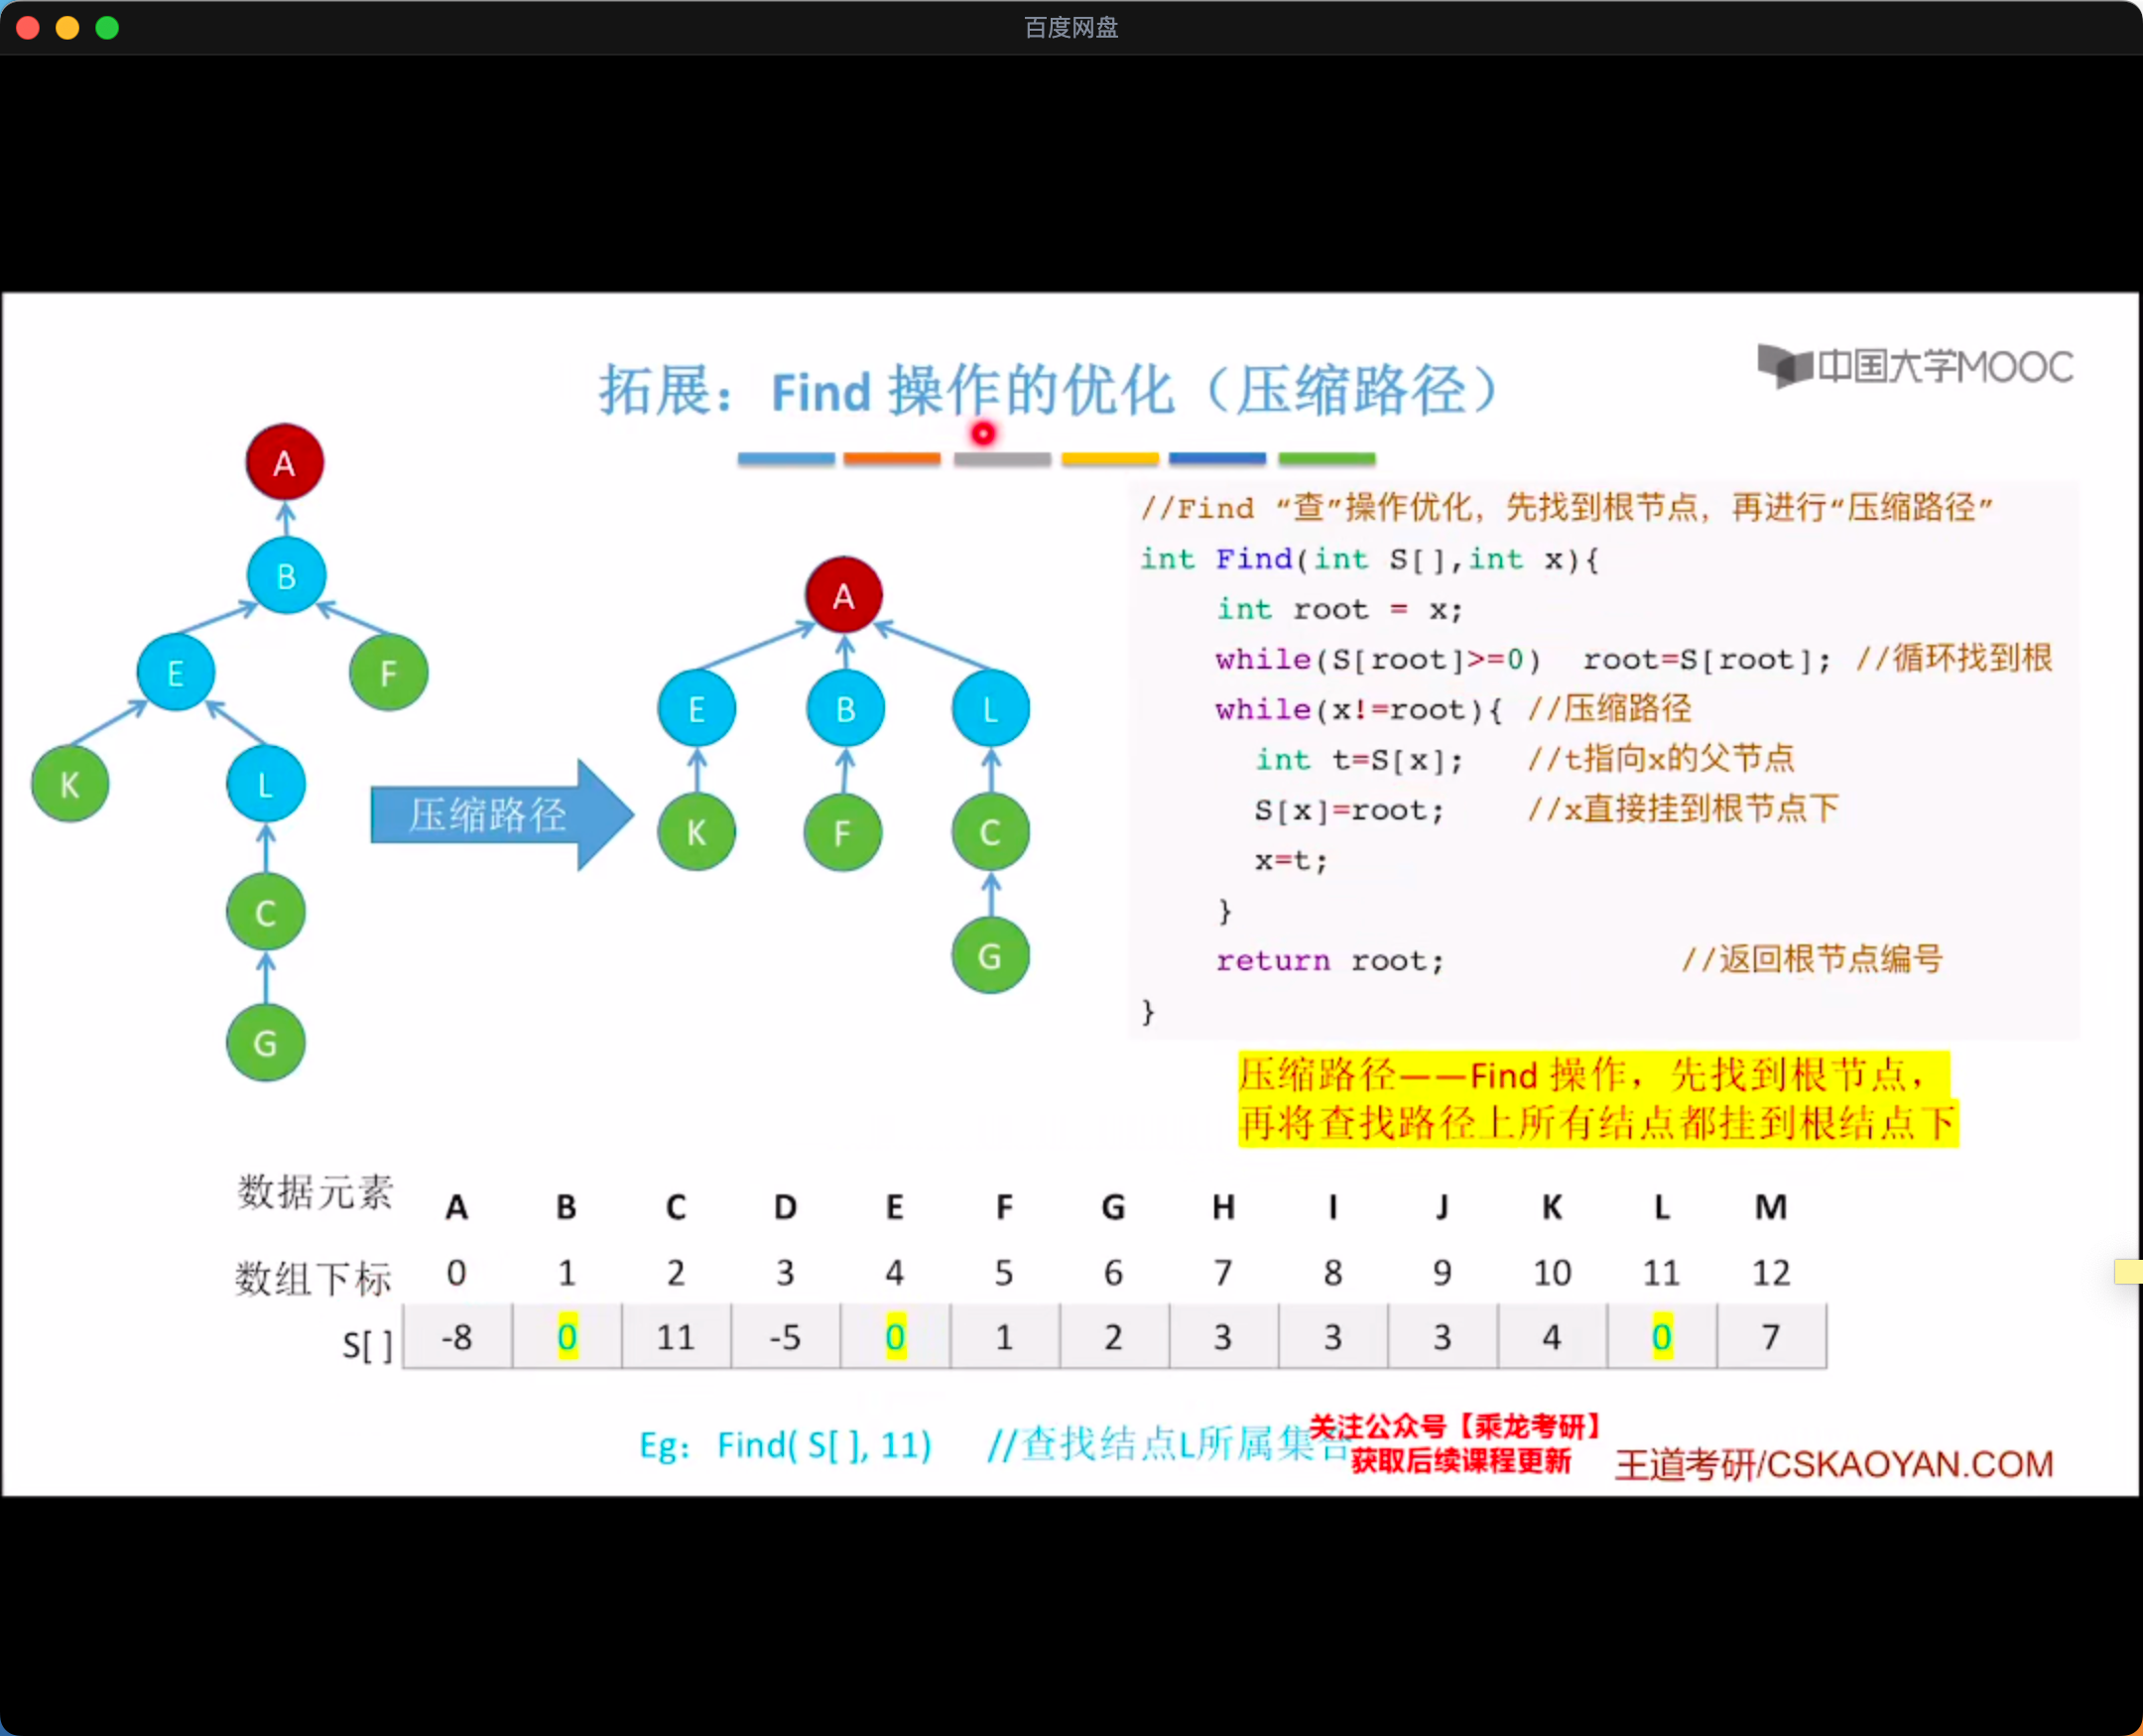 百度网盘
拓展：Find 操作的优化（压缩路径）
中国大学MOOC
A
B
E
F
K
L
C
G
压缩路径
A
E
B
L
K
F
C
G
//Find “查”操作优化，先找到根节点，再进行“压缩路径”
int Find(int S[],int x){
int root = x;
while(S[root]>=0) root=S[root]; //循环找到根
while(x!=root){ //压缩路径
int t=S[x]; //t指向x的父节点
S[x]=root; //x直接挂到根节点下
x=t;
}
return root; //返回根节点编号
}
压缩路径——Find 操作，先找到根节点，
再将查找路径上所有结点都挂到根结点下
数据元素 A B C D E F G H I J K L M
数组下标 0 1 2 3 4 5 6 7 8 9 10 11 12
S[ ] -8 0 11 -5 0 1 2 3 3 3 4 0 7
Eg：Find( S[ ], 11) //查找结点L所属集合
关注公众号【乘龙考研】
获取后续课程更新
王道考研/CSKAOYAN.COM